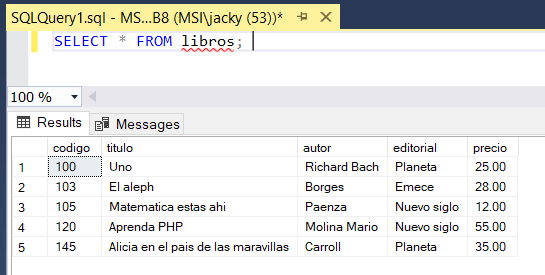 SQLQuery1.sql - MS...B8 (MSI\jacky (53))*
SELECT * FROM libros;
100 %
Results Messages
codigo titulo autor editorial precio
1 100 Uno Richard Bach Planeta 25.00
2 103 El aleph Borges Emece 28.00
3 105 Matematica estas ahi Paenza Nuevo siglo 12.00
4 120 Aprenda PHP Molina Mario Nuevo siglo 55.00
5 145 Alicia en el pais de las maravillas Carroll Planeta 35.00